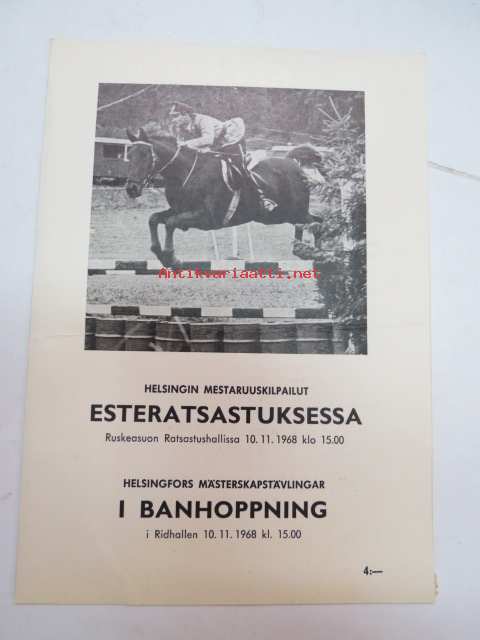 Antikvariaatti.net
HELSINGIN MESTARUUSKILPAILUT
ESTERATSASTUKSESSA
Ruskeasuon Ratsastushallissa 10.11.1968 klo 15.00
HELSINGFORS MÄSTERSKAPSTÄVLINGAR
I BANHOPPNING
i Ridhallen 10.11.1968 kl. 15.00
4:—